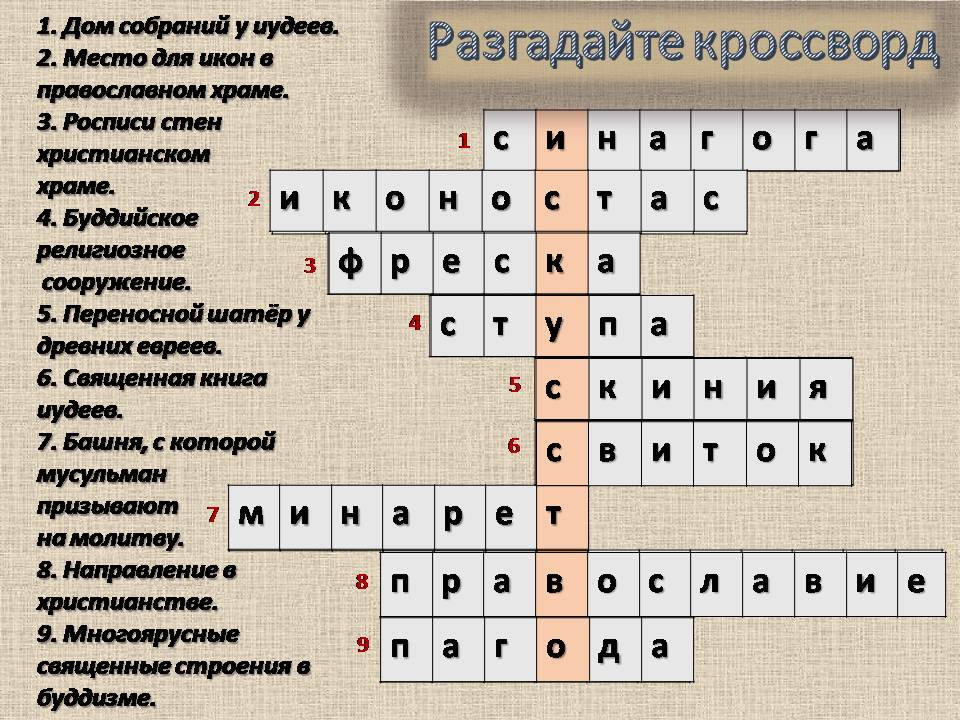 1. Дом собраний у иудеев.
2. Место для икон в
православном храме.
3. Росписи стен
христианском
храме.
4. Буддийское
религиозное
сооружение.
5. Переносной шатёр у
древних евреев.
6. Священная книга
иудеев.
7. Башня, с которой
мусульман
призывают
на молитву.
8. Направление в
христианстве.
9. Многоярусные
священные строения в
буддизме.
Разгадайте кроссворд
1 с и н а г о г а
2 и к о н о с т а с
3 ф р е с к а
4 с т у п а
5 с к и н и я
6 с в и т о к
7 м и н а р е т
8 п р а в о с л а в и е
9 п а г о д а